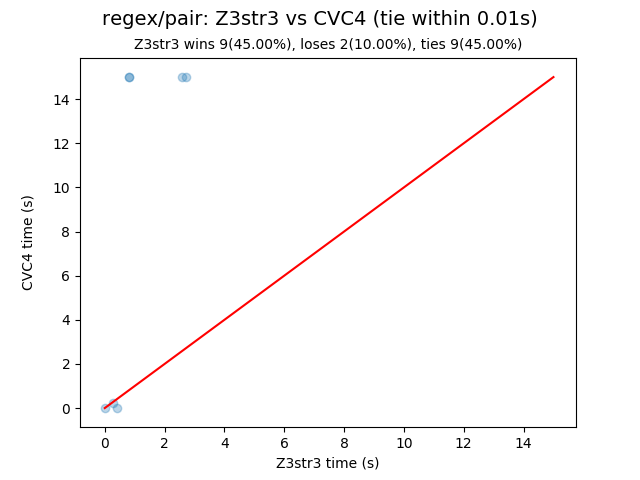 regex/pair: Z3str3 vs CVC4 (tie within 0.01s)
Z3str3 wins 9(45.00%), loses 2(10.00%), ties 9(45.00%)
14
12
10
8
6
4
2
0
CVC4 time (s)
0 2 4 6 8 10 12 14
Z3str3 time (s)